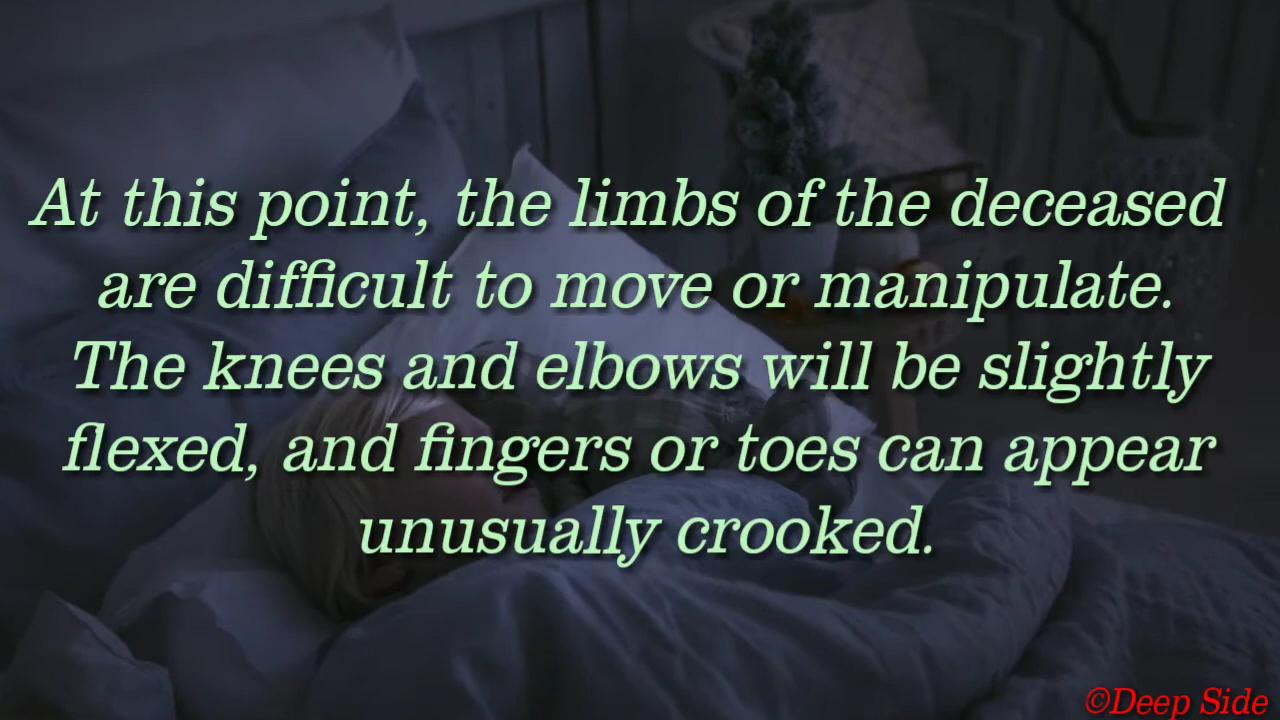 At this point, the limbs of the deceased
are difficult to move or manipulate.
The knees and elbows will be slightly
flexed, and fingers or toes can appear
unusually crooked.
©Deep Side